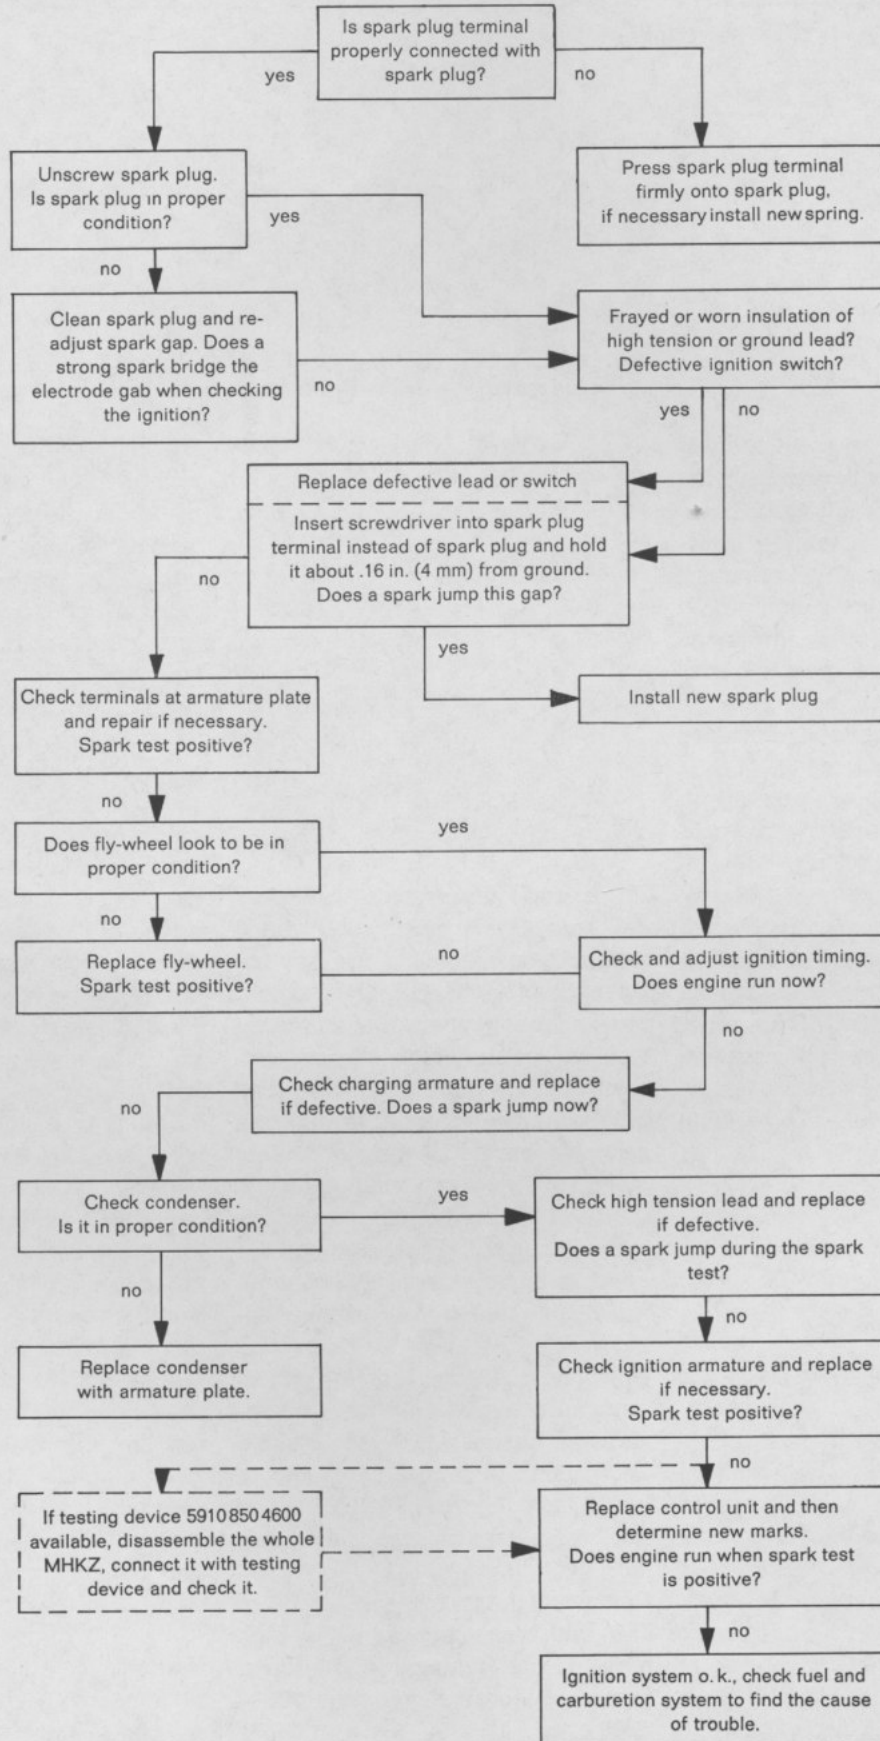 Is spark plug terminal
properly connected with
spark plug?
yes
no
Unscrew spark plug.
Is spark plug in proper
condition?
yes
Press spark plug terminal
firmly onto spark plug,
if necessary install new spring.
no
Clean spark plug and re-
adjust spark gap. Does a
strong spark bridge the
electrode gab when checking
the ignition?
no
Frayed or worn insulation of
high tension or ground lead?
Defective ignition switch?
yes
no
Replace defective lead or switch
Insert screwdriver into spark plug
terminal instead of spark plug and hold
it about .16 in. (4 mm) from ground.
Does a spark jump this gap?
no
yes
Check terminals at armature plate
and repair if necessary.
Spark test positive?
Install new spark plug
no
Does fly-wheel look to be in
proper condition?
yes
no
Replace fly-wheel.
Spark test positive?
no
Check and adjust ignition timing.
Does engine run now?
no
Check charging armature and replace
if defective. Does a spark jump now?
no
Check condenser.
Is it in proper condition?
yes
Check high tension lead and replace
if defective.
Does a spark jump during the spark
test?
no
no
Replace condenser
with armature plate.
Check ignition armature and replace
if necessary.
Spark test positive?
no
If testing device 5910 850 4600
available, disassemble the whole
MHKZ, connect it with testing
device and check it.
Replace control unit and then
determine new marks.
Does engine run when spark test
is positive?
no
Ignition system o. k., check fuel and
carburetion system to find the cause
of trouble.